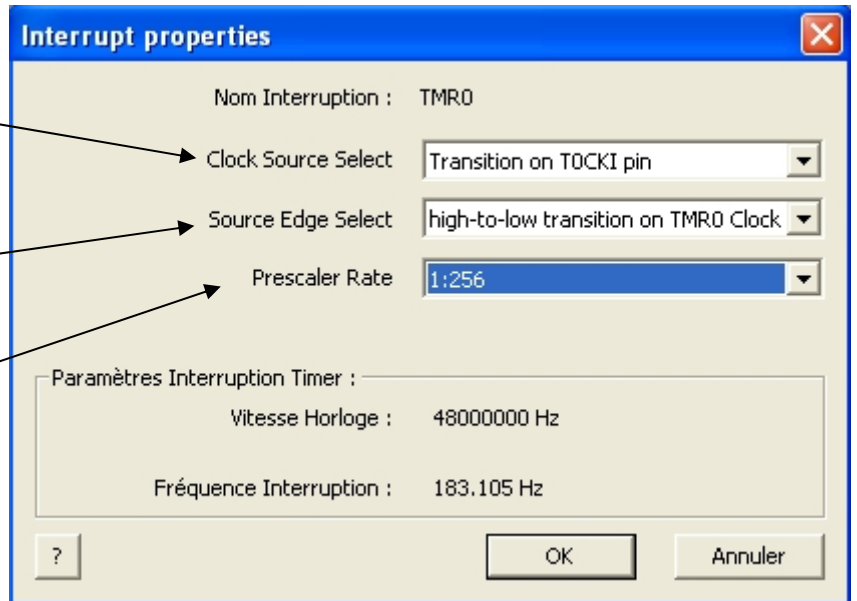 Interrupt properties
Nom Interruption : TMR0
Clock Source Select Transition on T0CKI pin
Source Edge Select high-to-low transition on TMR0 Clock
Prescaler Rate 1:256
Paramètres Interruption Timer :
Vitesse Horloge : 48000000 Hz
Fréquence Interruption : 183.105 Hz
? OK Annuler